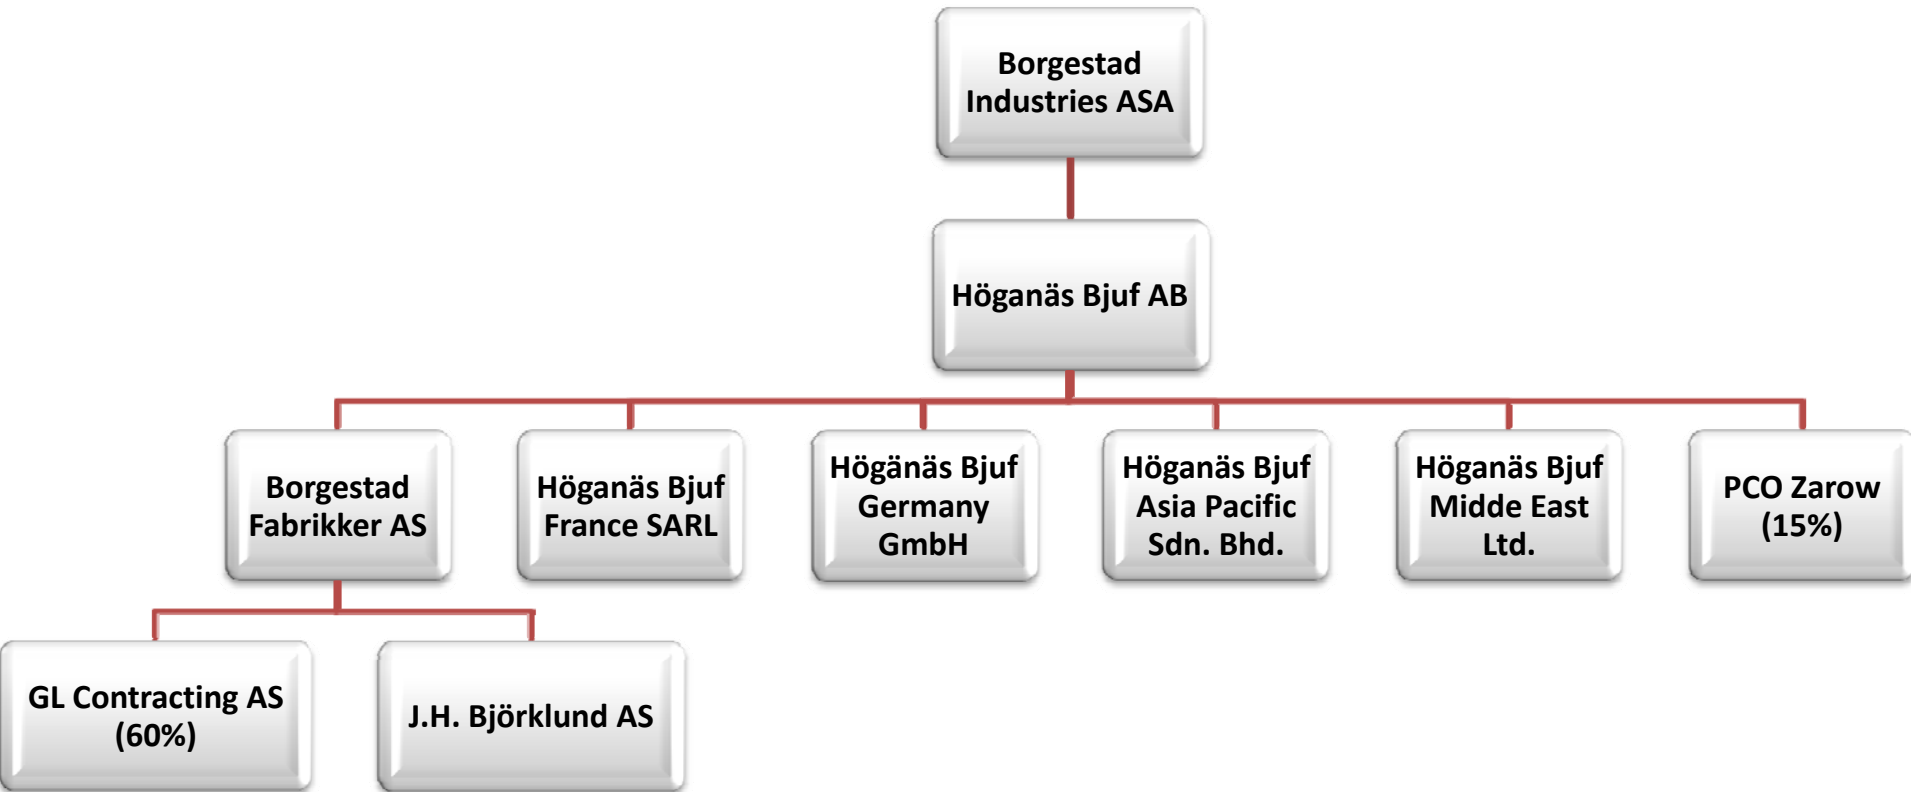 Borgestad
Industries ASA
Höganäs Bjuf AB
Borgestad
Fabrikker AS
Höganäs Bjuf
France SARL
Högänäs Bjuf
Germany
GmbH
Höganäs Bjuf
Asia Pacific
Sdn. Bhd.
Höganäs Bjuf
Midde East
Ltd.
PCO Zarow
(15%)
GL Contracting AS
(60%)
J.H. Björklund AS